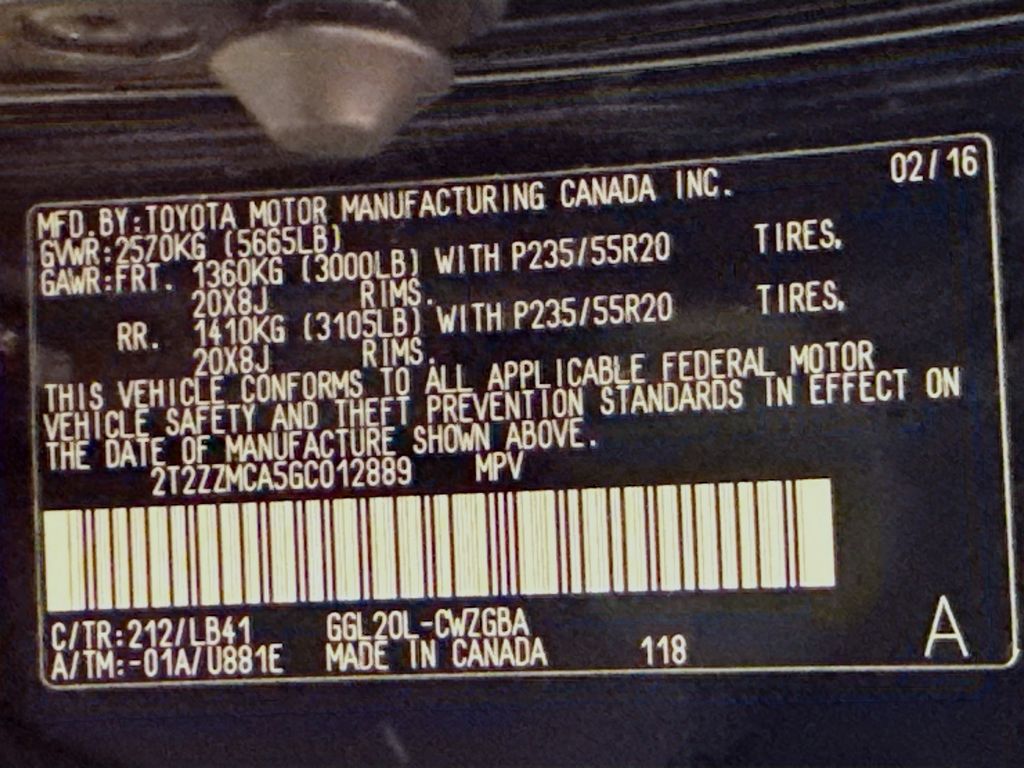 02/16
MFD.BY:TOYOTA MOTOR MANUFACTURING CANADA INC.
GVWR:2570KG (5665LB)
GAWR:FRT. 1360KG (3000LB) WITH P235/55R20 TIRES,
20X8J RIMS.
RR. 1410KG (3105LB) WITH P235/55R20 TIRES,
20X8J RIMS.
THIS VEHICLE CONFORMS TO ALL APPLICABLE FEDERAL MOTOR
VEHICLE SAFETY AND THEFT PREVENTION STANDARDS IN EFFECT ON
THE DATE OF MANUFACTURE SHOWN ABOVE.
2T2ZZMCA5GC012889 MPV
C/TR:212/LB41 GGL20L-CWZGBA
A/TM:-01A/U881E MADE IN CANADA 118 A